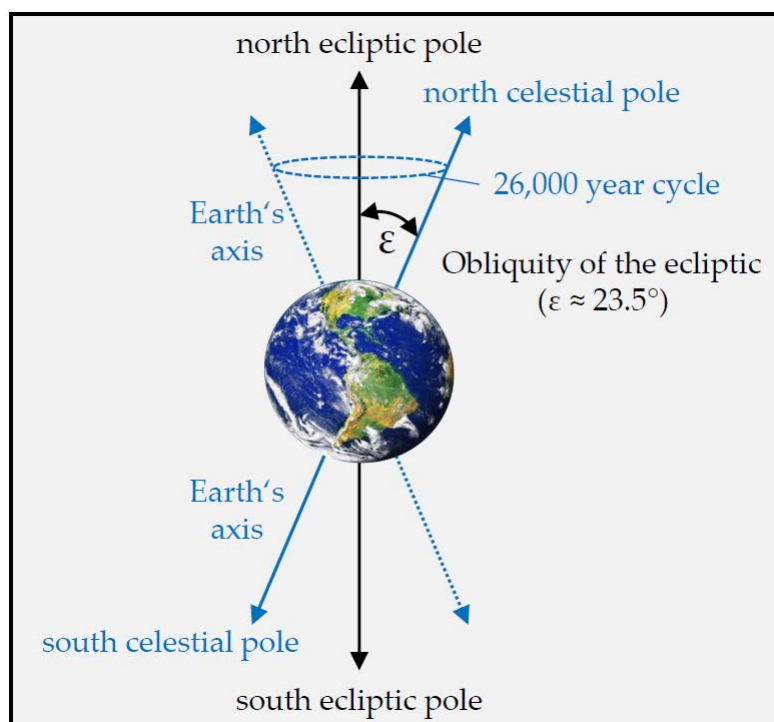 north ecliptic pole
north celestial pole
26,000 year cycle
Earth‘s
axis
ε
Obliquity of the ecliptic
(ε ≈ 23.5°)
Earth‘s
axis
south celestial pole
south ecliptic pole